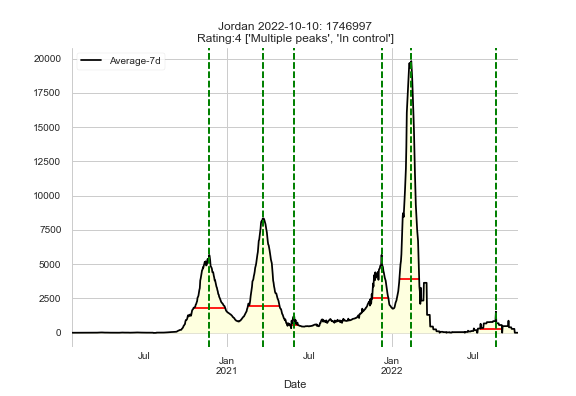 Jordan 2022-10-10: 1746997
Rating:4 ['Multiple peaks', 'In control']
Average-7d
20000
17500
15000
12500
10000
7500
5000
2500
0
Jul
Jan
2021
Jul
Jan
2022
Jul
Date